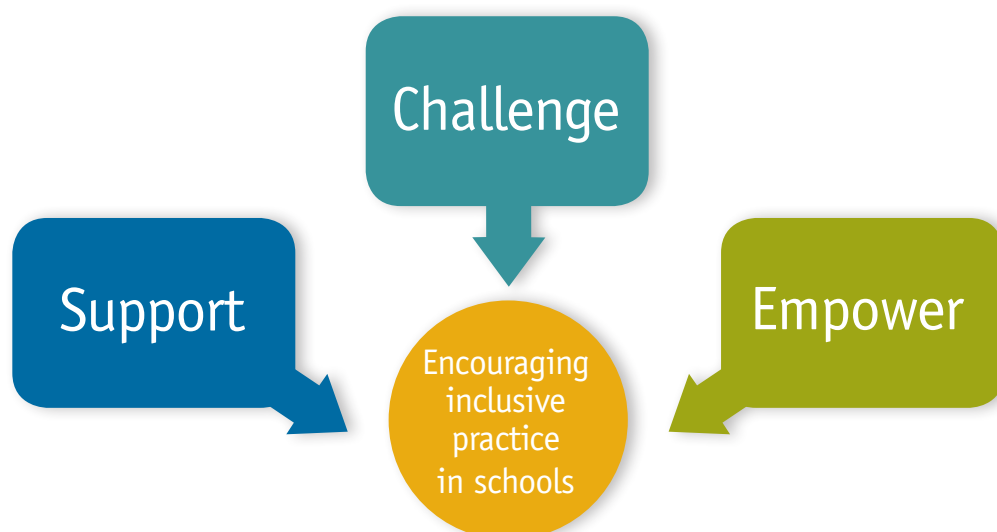 Challenge
Support
Empower
Encouraging
inclusive
practice
in schools